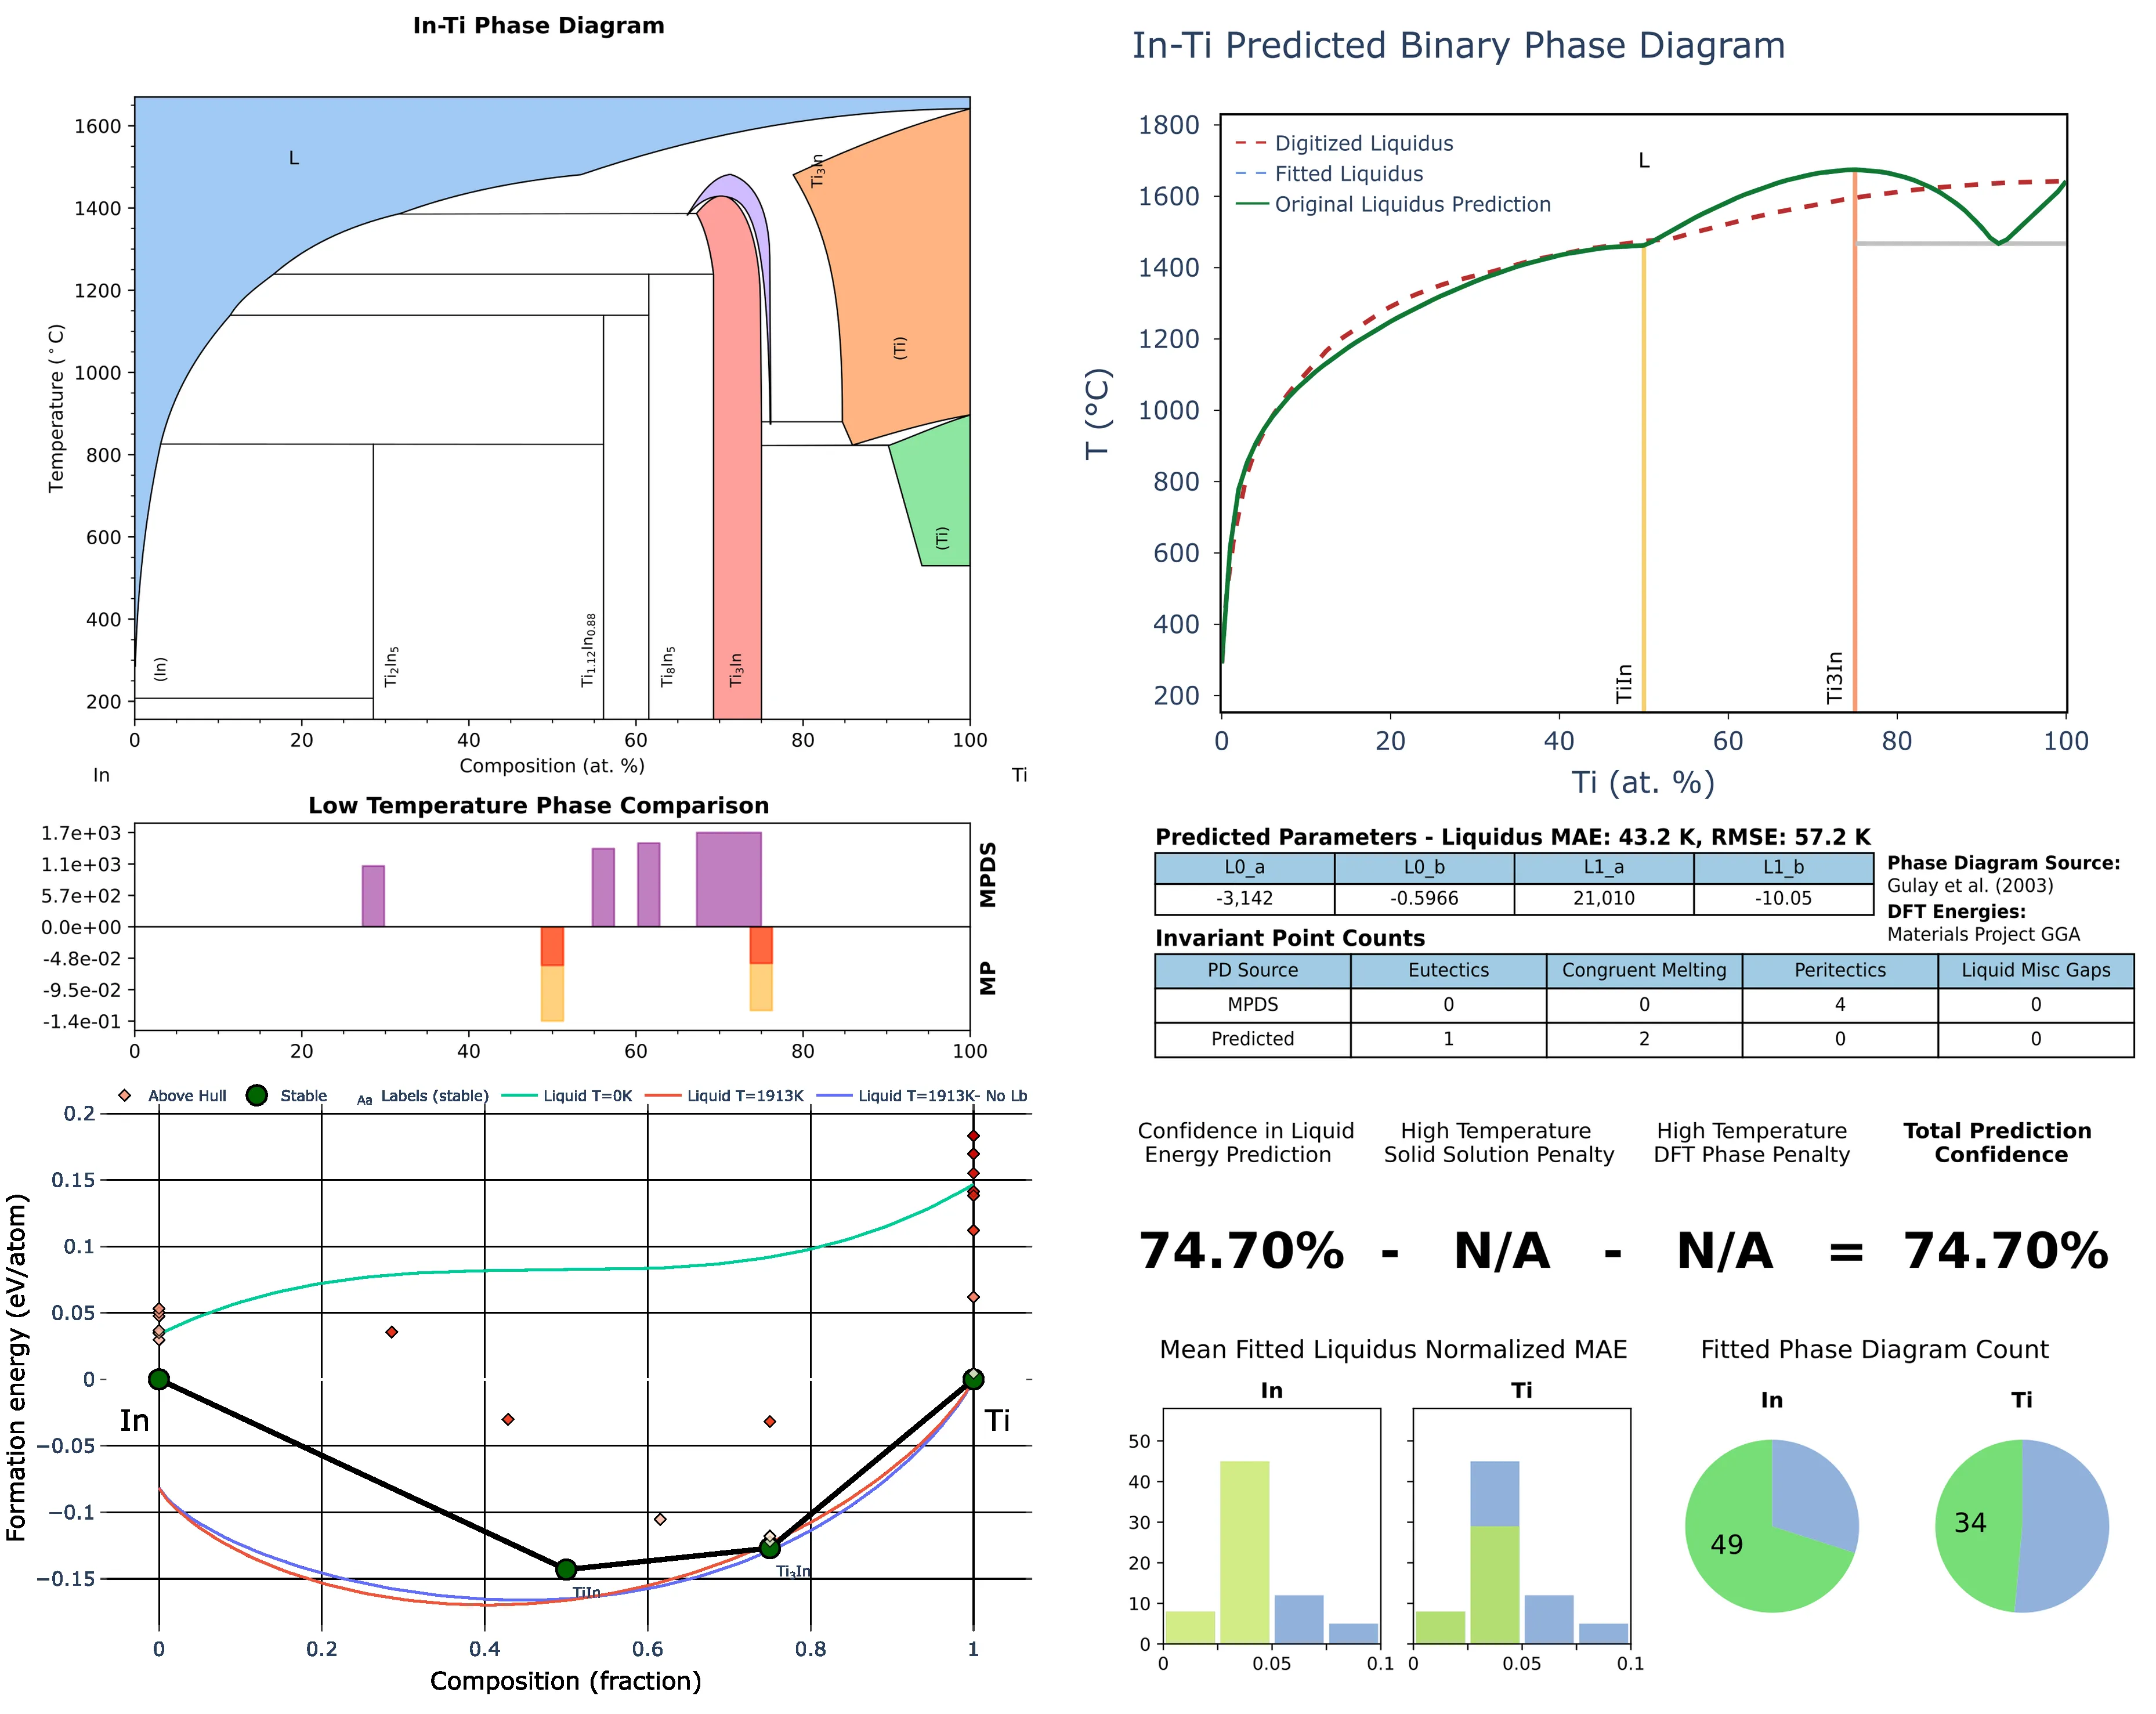 In-Ti Phase Diagram
1600
1400
1200
1000
800
600
400
200
Temperature (°C)
L
Ti3In
(Ti)
(Ti)
(In)
Ti2In5
Ti1.12In0.88
Ti8In5
Ti3In
0 20 40 60 80 100
In Composition (at. %) Ti
In-Ti Predicted Binary Phase Diagram
1800
1600
1400
1200
1000
800
600
400
200
T (°C)
Digitized Liquidus
Fitted Liquidus
Original Liquidus Prediction
L
TiIn
Ti3In
0 20 40 60 80 100
Ti (at. %)
Low Temperature Phase Comparison
1.7e+03
1.1e+03
5.7e+02
0.0e+00
-4.8e-02
-9.5e-02
-1.4e-01
MPDS
MP
0 20 40 60 80 100
Predicted Parameters - Liquidus MAE: 43.2 K, RMSE: 57.2 K
L0_a L0_b L1_a L1_b
-3,142 -0.5966 21,010 -10.05
Phase Diagram Source:
Gulay et al. (2003)
DFT Energies:
Materials Project GGA
Invariant Point Counts
PD Source Eutectics Congruent Melting Peritectics Liquid Misc Gaps
MPDS 0 0 4 0
Predicted 1 2 0 0
Above Hull Stable Aa Labels (stable) Liquid T=0K Liquid T=1913K Liquid T=1913K- No Lb
0.2
0.15
0.1
0.05
0
−0.05
−0.1
−0.15
Formation energy (eV/atom)
In
Ti
TiIn
Ti3In
0 0.2 0.4 0.6 0.8 1
Composition (fraction)
Confidence in Liquid
Energy Prediction
High Temperature
Solid Solution Penalty
High Temperature
DFT Phase Penalty
Total Prediction
Confidence
74.70% - N/A - N/A = 74.70%
Mean Fitted Liquidus Normalized MAE
In
Ti
50
40
30
20
10
0
0 0.05 0.1
0 0.05 0.1
Fitted Phase Diagram Count
In
Ti
49
34